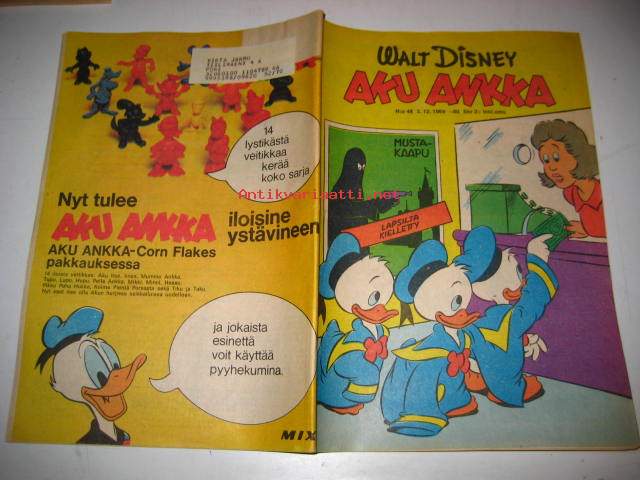 14
lystikästä
veitikkaa
kerää
koko sarja
Nyt tulee
AKU ANKKA
iloisine
ystävineen
AKU ANKKA-Corn Flakes
pakkauksessa
ja jokaista
esinettä
voit käyttää
pyyhekumina.
MIX
WALT DISNEY
AKU ANKKA
MUSTA-
KAAPU
LAPSILTA
KIELLETTY
Antikvariaatti.net